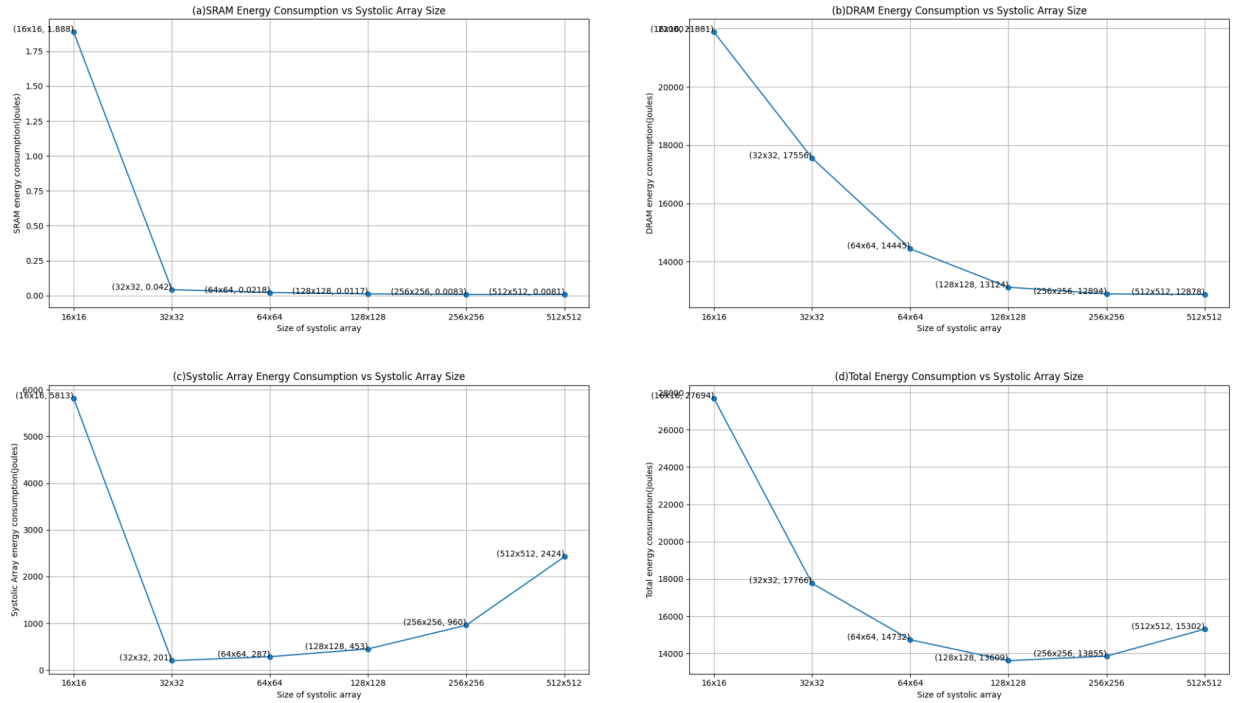 (a)SRAM Energy Consumption vs Systolic Array Size
(16x16, 1.888)
1.75
1.50
1.25
1.00
0.75
0.50
0.25
0.00
SRAM energy consumption(Joules)
(32x32, 0.042)
(64x64, 0.0218)
(128x128, 0.0117)
(256x256, 0.0083)
(512x512, 0.0081)
16x16 32x32 64x64 128x128 256x256 512x512
Size of systolic array
(b)DRAM Energy Consumption vs Systolic Array Size
(16x16, 21881)
22000
20000
18000
16000
14000
DRAM energy consumption(Joules)
(32x32, 17556)
(64x64, 14445)
(128x128, 13124)
(256x256, 12894)
(512x512, 12878)
16x16 32x32 64x64 128x128 256x256 512x512
Size of systolic array
(c)Systolic Array Energy Consumption vs Systolic Array Size
6000
(16x16, 5813)
5000
4000
3000
2000
1000
0
Systolic Array energy consumption(Joules)
(32x32, 201)
(64x64, 287)
(128x128, 453)
(256x256, 960)
(512x512, 2424)
16x16 32x32 64x64 128x128 256x256 512x512
Size of systolic array
(d)Total Energy Consumption vs Systolic Array Size
28000
(16x16, 27694)
26000
24000
22000
20000
18000
16000
14000
Total energy consumption(Joules)
(32x32, 17766)
(64x64, 14732)
(128x128, 13609)
(256x256, 13855)
(512x512, 15302)
16x16 32x32 64x64 128x128 256x256 512x512
Size of systolic array